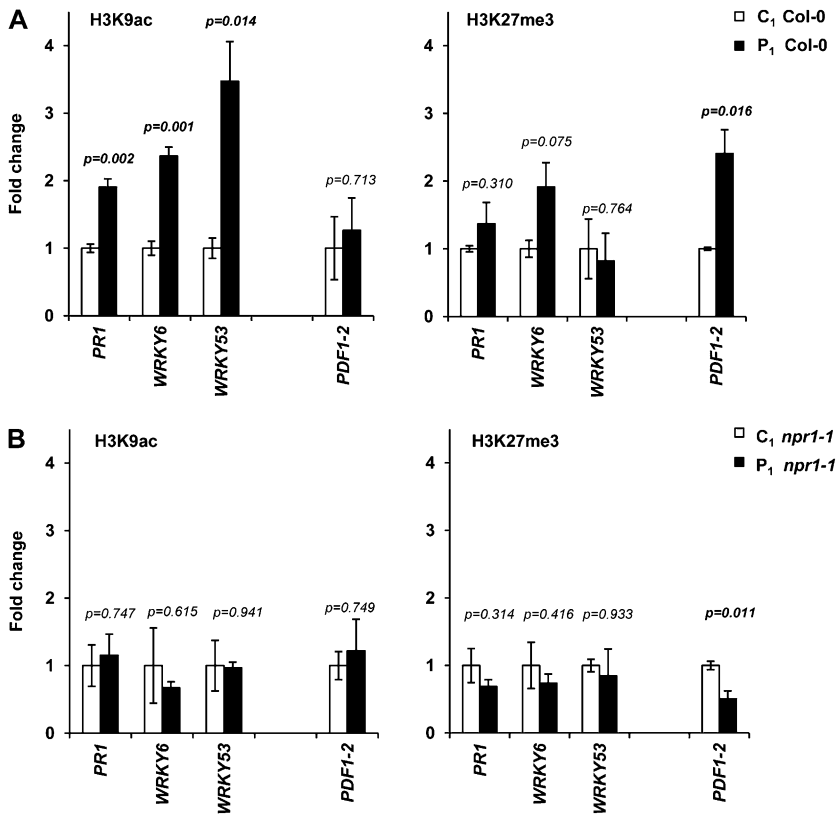 A
H3K9ac
Fold change
4
3
2
1
0
p=0.002
p=0.001
p=0.014
p=0.713
PR1
WRKY6
WRKY53
PDF1-2
H3K27me3
4
3
2
1
0
p=0.310
p=0.075
p=0.764
p=0.016
PR1
WRKY6
WRKY53
PDF1-2
C1 Col-0
P1 Col-0
B
H3K9ac
Fold change
4
3
2
1
0
p=0.747
p=0.615
p=0.941
p=0.749
PR1
WRKY6
WRKY53
PDF1-2
H3K27me3
4
3
2
1
0
p=0.314
p=0.416
p=0.933
p=0.011
PR1
WRKY6
WRKY53
PDF1-2
C1 npr1-1
P1 npr1-1